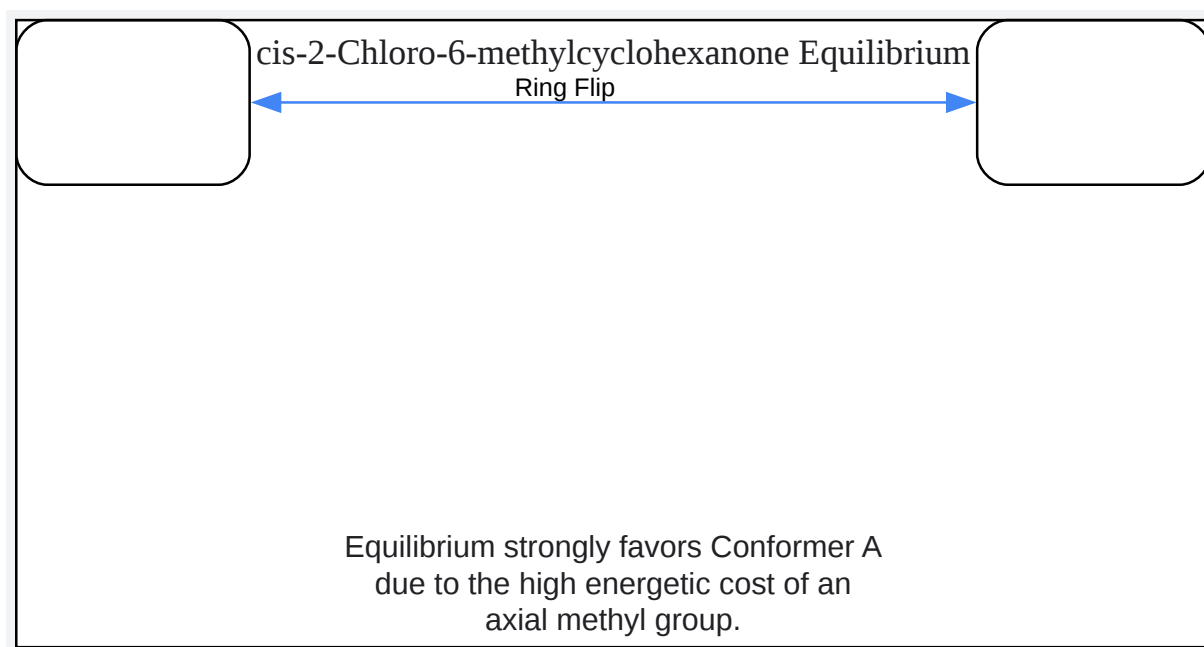 cis-2-Chloro-6-methylcyclohexanone Equilibrium
Ring Flip
Equilibrium strongly favors Conformer A
due to the high energetic cost of an
axial methyl group.